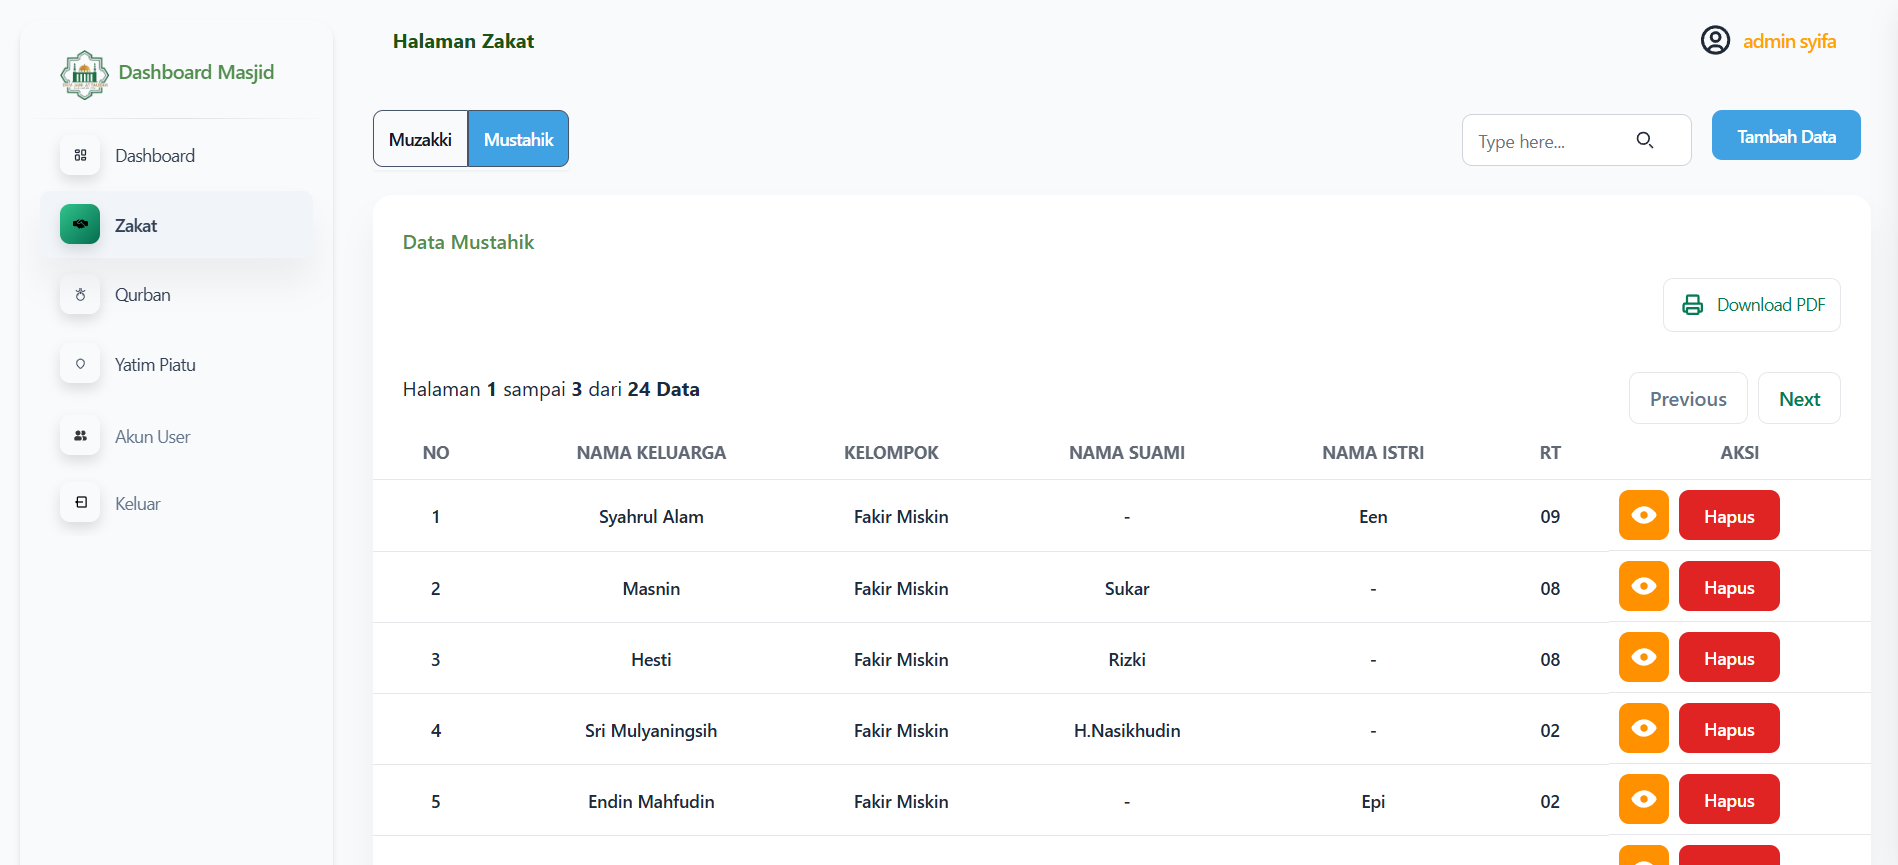 Dashboard Masjid
Dashboard
Zakat
Qurban
Yatim Piatu
Akun User
Keluar
Halaman Zakat
admin syifa
Muzakki Mustahik
Type here...
Tambah Data
Data Mustahik
Download PDF
Halaman 1 sampai 3 dari 24 Data
Previous Next
NO NAMA KELUARGA KELOMPOK NAMA SUAMI NAMA ISTRI RT AKSI
1 Syahrul Alam Fakir Miskin - Een 09 Hapus
2 Masnin Fakir Miskin Sukar - 08 Hapus
3 Hesti Fakir Miskin Rizki - 08 Hapus
4 Sri Mulyaningsih Fakir Miskin H.Nasikhudin - 02 Hapus
5 Endin Mahfudin Fakir Miskin - Epi 02 Hapus